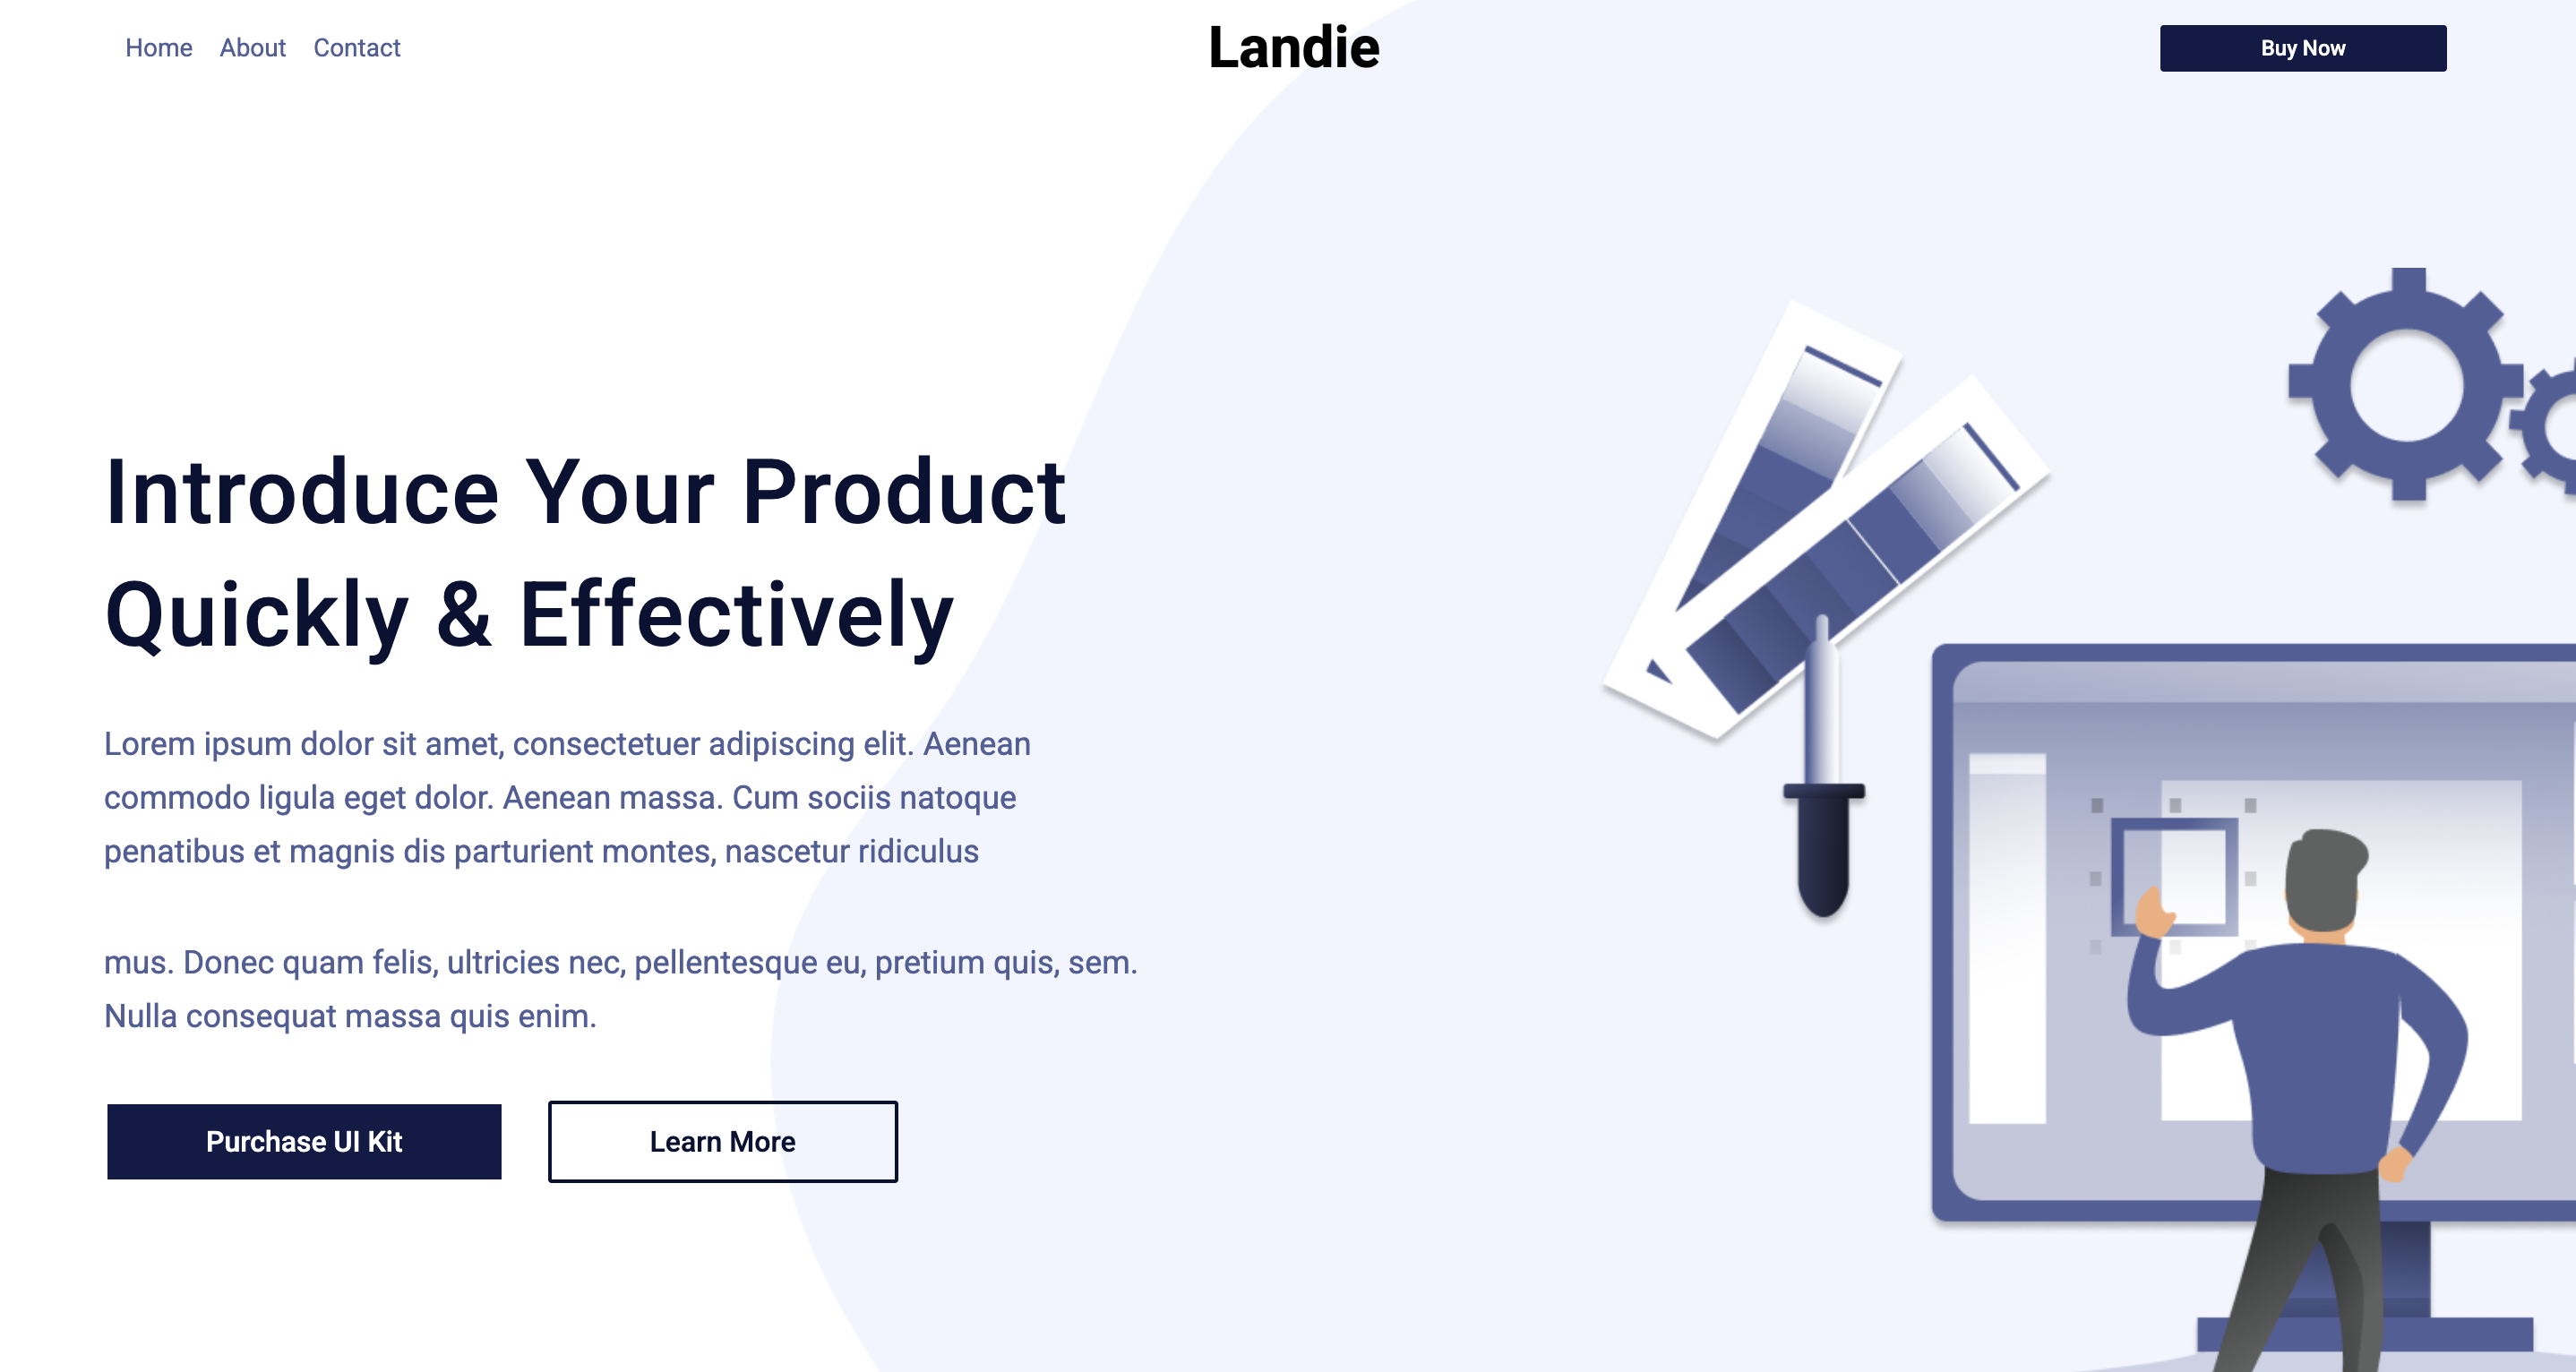 Home About Contact
Landie
Buy Now
Introduce Your Product
Quickly & Effectively
Lorem ipsum dolor sit amet, consectetuer adipiscing elit. Aenean
commodo ligula eget dolor. Aenean massa. Cum sociis natoque
penatibus et magnis dis parturient montes, nascetur ridiculus
mus. Donec quam felis, ultricies nec, pellentesque eu, pretium quis, sem.
Nulla consequat massa quis enim.
Purchase UI Kit
Learn More